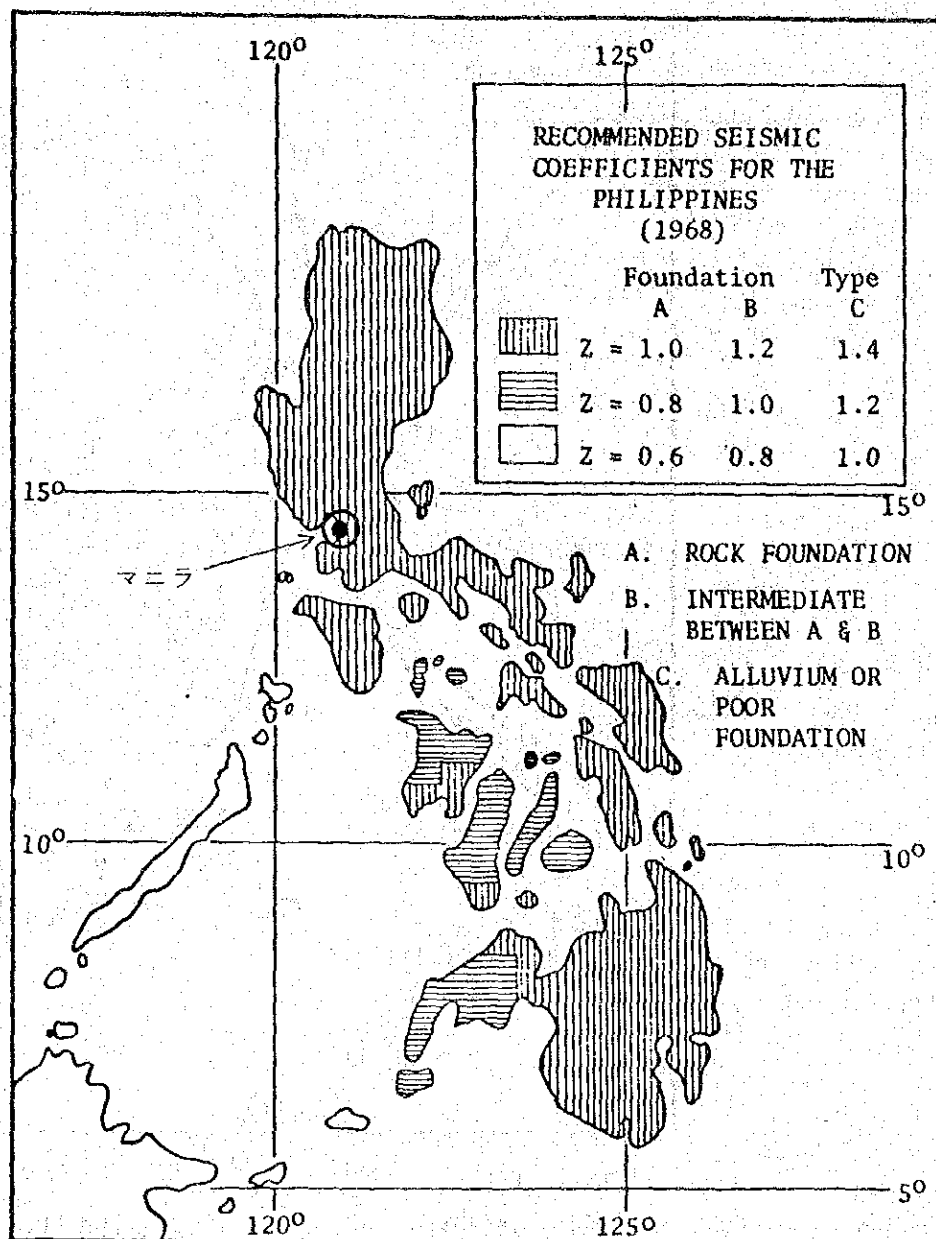 120° 125°
RECOMMENDED SEISMIC
COEFFICIENTS FOR THE
PHILIPPINES
(1968)
Foundation Type
A B C
Z = 1.0 1.2 1.4
Z = 0.8 1.0 1.2
Z = 0.6 0.8 1.0
15° 15°
マニラ
A. ROCK FOUNDATION
B. INTERMEDIATE
BETWEEN A & B
C. ALLUVIUM OR
POOR
FOUNDATION
10° 10°
5°
120° 125°